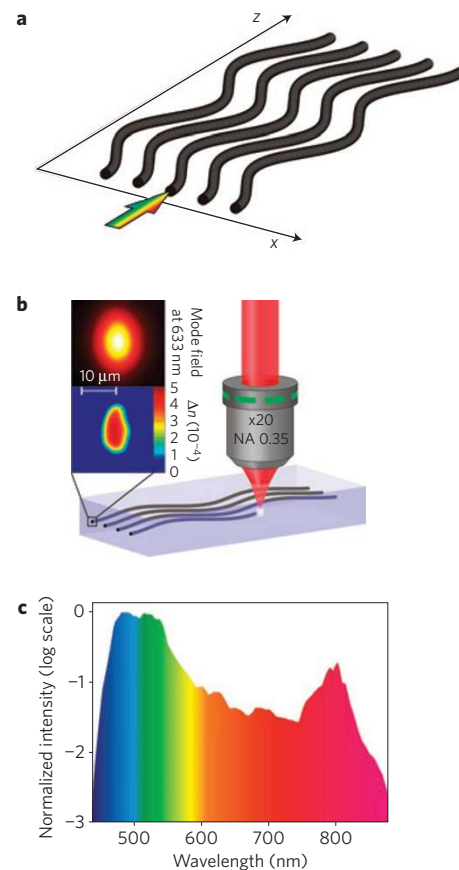 a
z
x
b
Mode field
at 633 nm
10 μm
5
4
3
2
1
0
Δn (10⁻⁴)
x20
NA 0.35
c
Normalized intensity (log scale)
0
−1
−2
−3
500
600
700
800
Wavelength (nm)